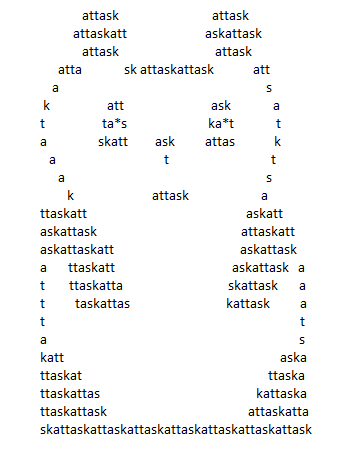 attask attask
attaskatt askattask
attask attask
atta sk attaskattask att
a s
k att ask a
t ta*s ka*t t
a skatt ask attas k
a t t
a s
k attask a
ttaskatt askatt
askattask attaskatt
askattaskatt askattask
a ttaskatt askattask a
t ttaskatta skattask a
t taskattas kattask a
t t
a s
katt aska
ttaskat ttaska
ttaskattas kattaska
ttaskattask attaskatta
skattaskattaskattaskattaskattaskattask